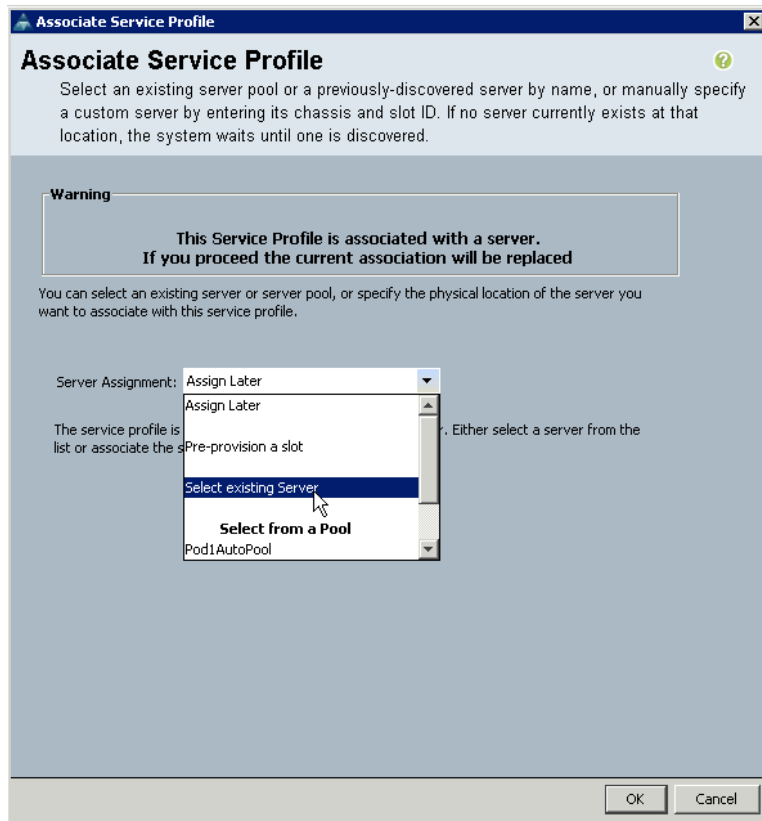 Associate Service Profile
Associate Service Profile
Select an existing server pool or a previously-discovered server by name, or manually specify
a custom server by entering its chassis and slot ID. If no server currently exists at that
location, the system waits until one is discovered.
Warning
This Service Profile is associated with a server.
If you proceed the current association will be replaced
You can select an existing server or server pool, or specify the physical location of the server you
want to associate with this service profile.
Server Assignment: Assign Later
Assign Later
The service profile is . Either select a server from the
list or associate the s
Pre-provision a slot
Select existing Server
Select from a Pool
Pod1AutoPool
OK Cancel